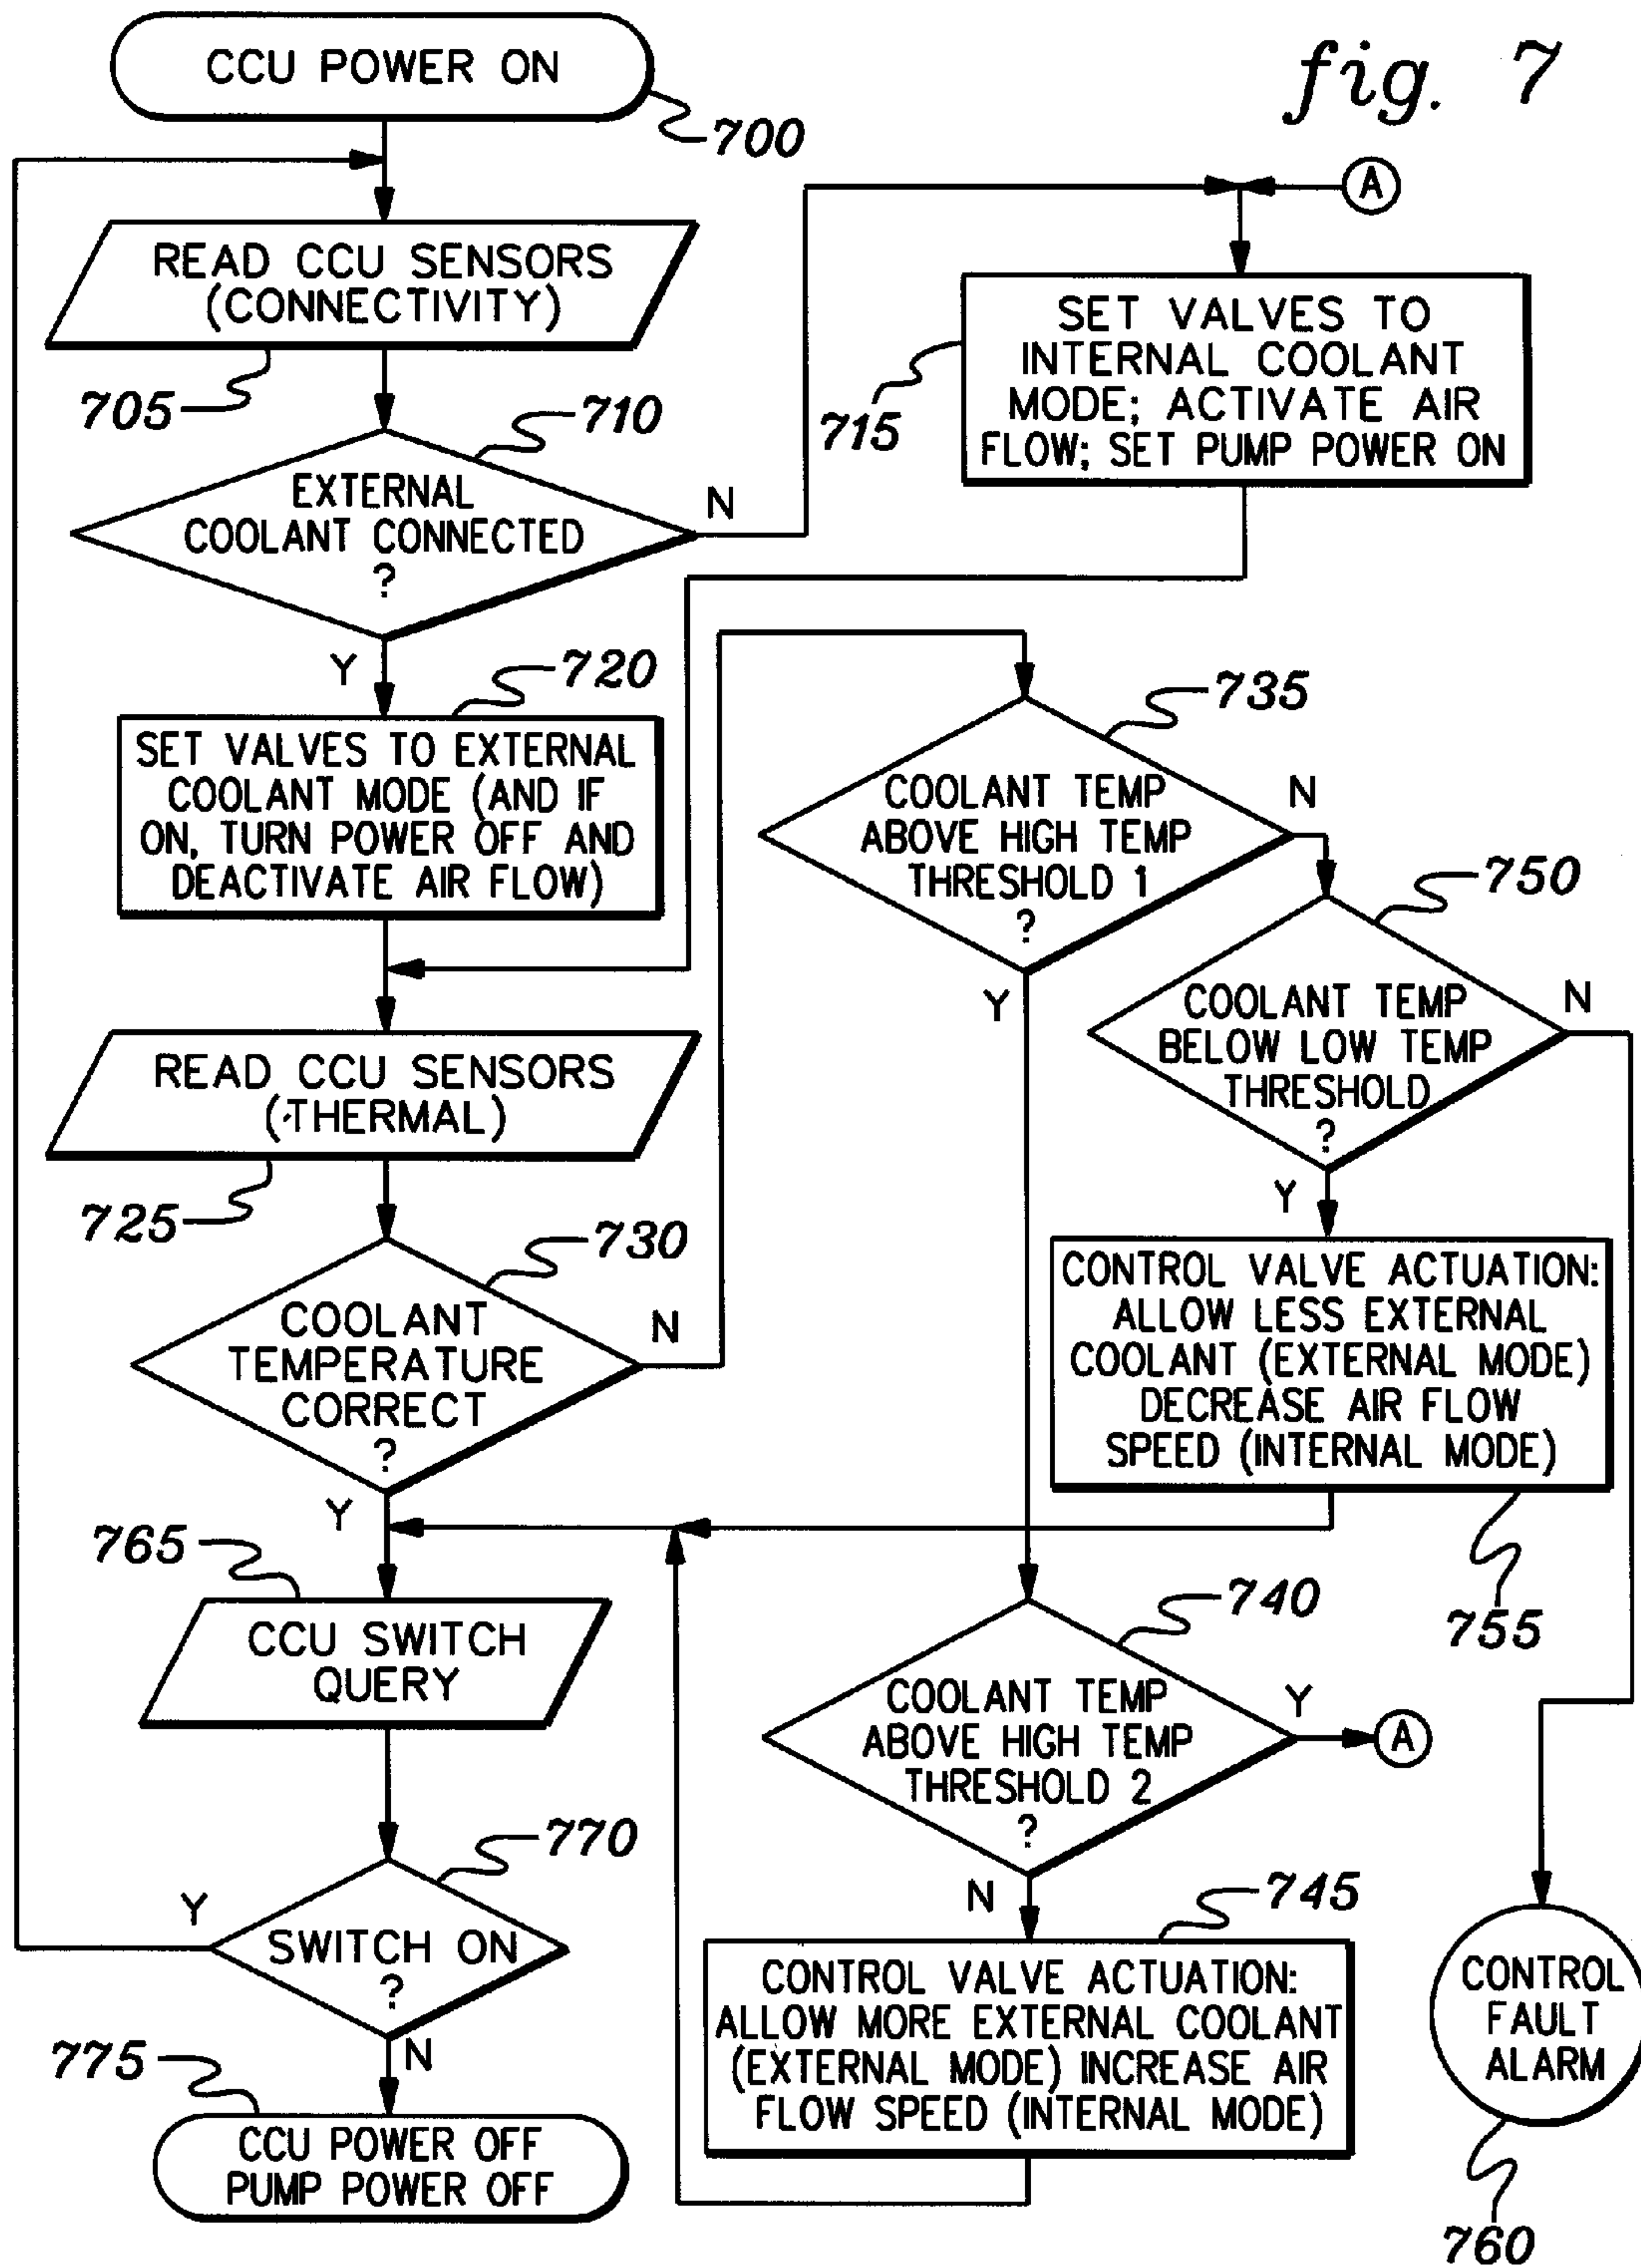 fig. 7
CCU POWER ON
700
A
READ CCU SENSORS
(CONNECTIVITY)
705
710
EXTERNAL
COOLANT CONNECTED
?
N
Y
SET VALVES TO
INTERNAL COOLANT
MODE; ACTIVATE AIR
FLOW; SET PUMP POWER ON
715
720
SET VALVES TO EXTERNAL
COOLANT MODE (AND IF
ON, TURN POWER OFF AND
DEACTIVATE AIR FLOW)
READ CCU SENSORS
(THERMAL)
725
730
COOLANT
TEMPERATURE
CORRECT
?
N
Y
735
COOLANT TEMP
ABOVE HIGH TEMP
THRESHOLD 1
?
N
Y
750
COOLANT TEMP
BELOW LOW TEMP
THRESHOLD
?
N
Y
CONTROL VALVE ACTUATION:
ALLOW LESS EXTERNAL
COOLANT (EXTERNAL MODE)
DECREASE AIR FLOW
SPEED (INTERNAL MODE)
755
765
CCU SWITCH
QUERY
740
COOLANT TEMP
ABOVE HIGH TEMP
THRESHOLD 2
?
Y
A
N
770
SWITCH ON
?
Y
N
745
CONTROL VALVE ACTUATION:
ALLOW MORE EXTERNAL COOLANT
(EXTERNAL MODE) INCREASE AIR
FLOW SPEED (INTERNAL MODE)
CONTROL
FAULT
ALARM
760
775
CCU POWER OFF
PUMP POWER OFF